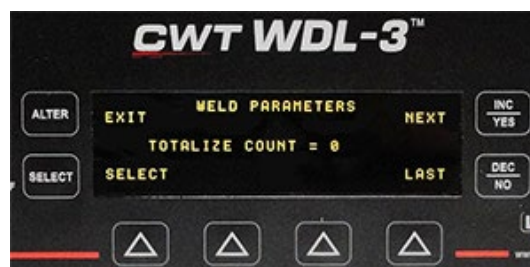 CWT WDL-3™
ALTER
EXIT WELD PARAMETERS NEXT
INC
YES
TOTALIZE COUNT = 0
SELECT
SELECT LAST
DEC
NO